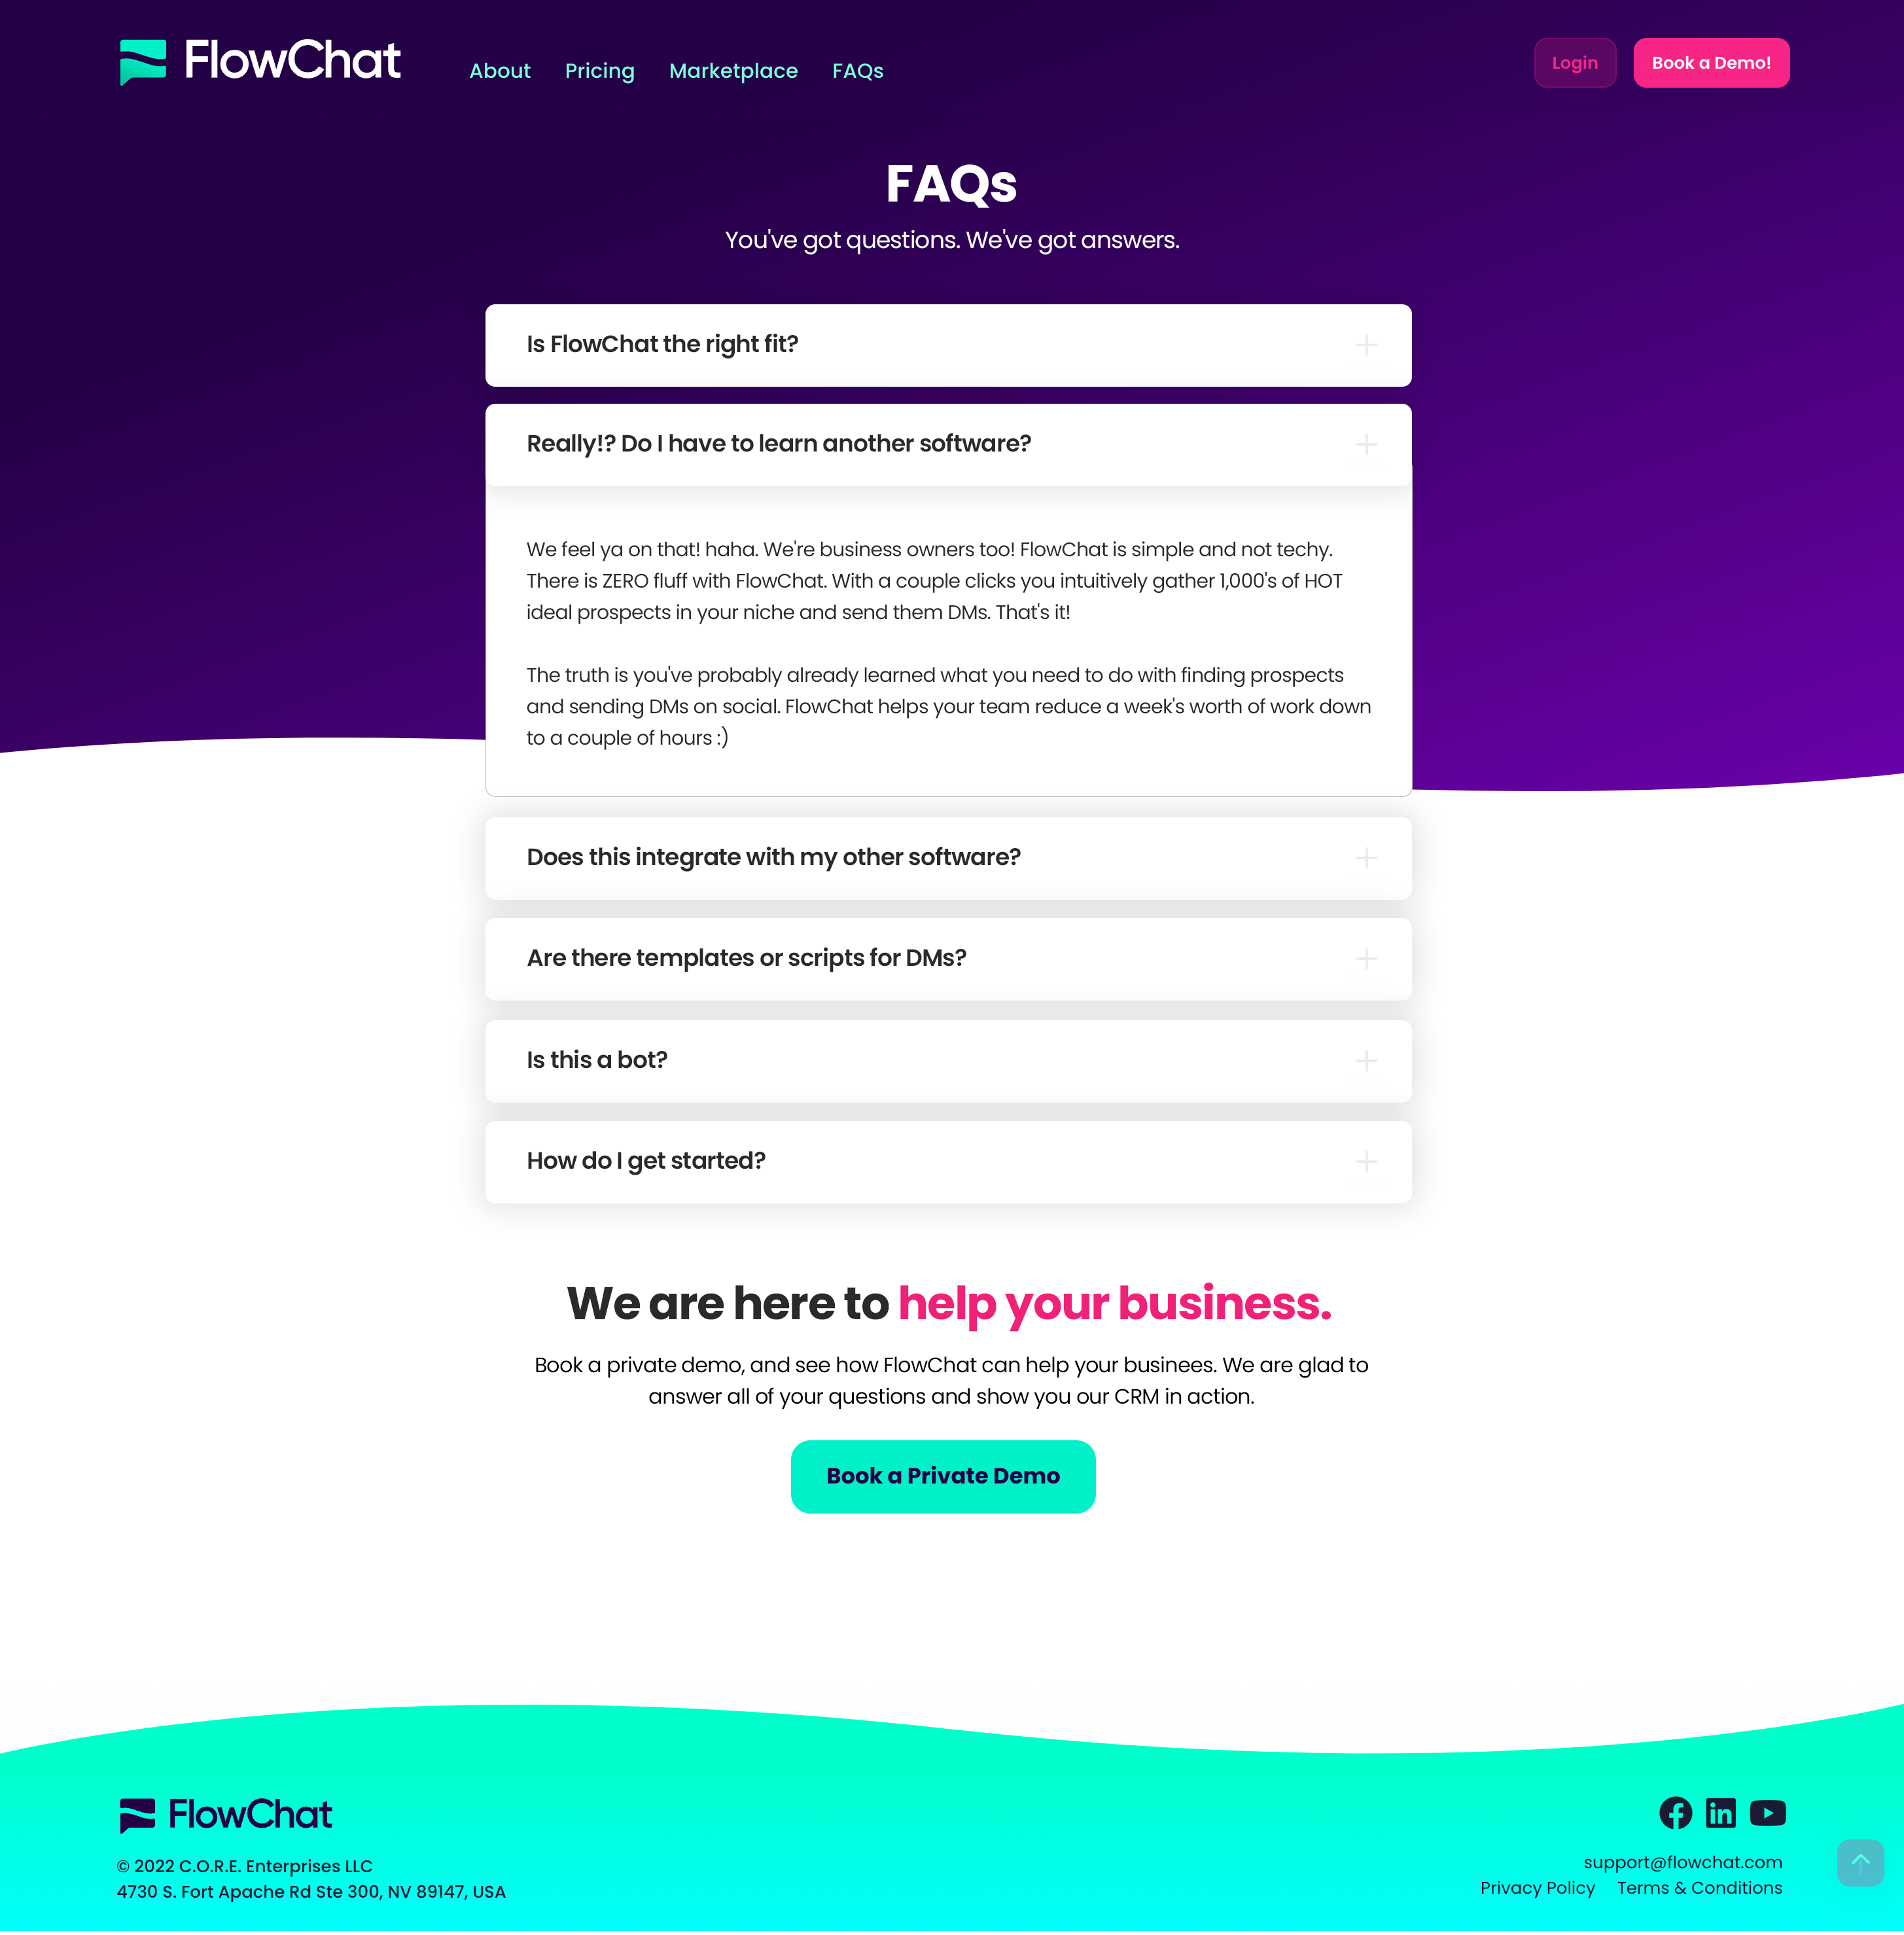 FlowChat
About
Pricing
Marketplace
FAQs
Login
Book a Demo!
FAQs
You've got questions. We've got answers.
Is FlowChat the right fit?
Really!? Do I have to learn another software?
We feel ya on that! haha. We're business owners too! FlowChat is simple and not techy.
There is ZERO fluff with FlowChat. With a couple clicks you intuitively gather 1,000's of HOT
ideal prospects in your niche and send them DMs. That's it!
The truth is you've probably already learned what you need to do with finding prospects
and sending DMs on social. FlowChat helps your team reduce a week's worth of work down
to a couple of hours :)
Does this integrate with my other software?
Are there templates or scripts for DMs?
Is this a bot?
How do I get started?
We are here to help your business.
Book a private demo, and see how FlowChat can help your businees. We are glad to
answer all of your questions and show you our CRM in action.
Book a Private Demo
FlowChat
© 2022 C.O.R.E. Enterprises LLC
4730 S. Fort Apache Rd Ste 300, NV 89147, USA
support@flowchat.com
Privacy Policy
Terms & Conditions